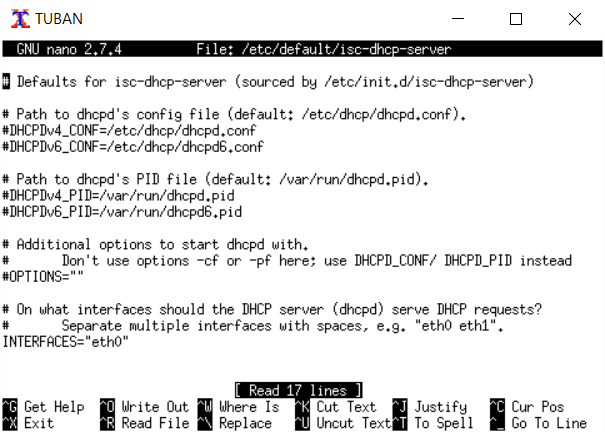 TUBAN
GNU nano 2.7.4 File: /etc/default/isc-dhcp-server
# Defaults for isc-dhcp-server (sourced by /etc/init.d/isc-dhcp-server)
# Path to dhcpd's config file (default: /etc/dhcp/dhcpd.conf).
#DHCPDv4_CONF=/etc/dhcp/dhcpd.conf
#DHCPDv6_CONF=/etc/dhcp/dhcpd6.conf
# Path to dhcpd's PID file (default: /var/run/dhcpd.pid).
#DHCPDv4_PID=/var/run/dhcpd.pid
#DHCPDv6_PID=/var/run/dhcpd6.pid
# Additional options to start dhcpd with.
#       Don't use options -cf or -pf here; use DHCPD_CONF/ DHCPD_PID instead
#OPTIONS=""
# On what interfaces should the DHCP server (dhcpd) serve DHCP requests?
#       Separate multiple interfaces with spaces, e.g. "eth0 eth1".
INTERFACES="eth0"
[ Read 17 lines ]
^G Get Help ^O Write Out ^W Where Is ^K Cut Text ^J Justify ^C Cur Pos
^X Exit ^R Read File ^\ Replace ^U Uncut Text ^T To Spell ^_ Go To Line